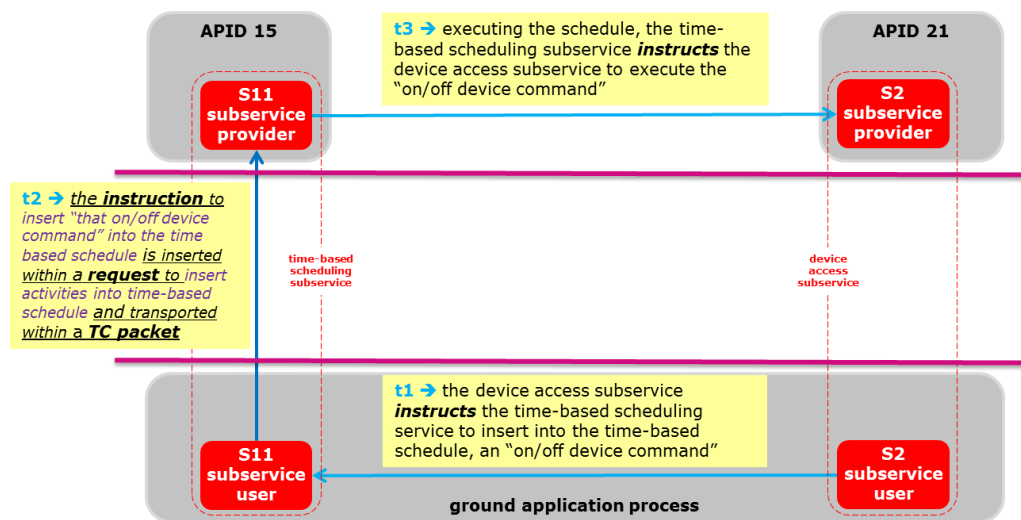 APID 15
t3 → executing the schedule, the time-
based scheduling subservice instructs the
device access subservice to execute the
“on/off device command”
APID 21
S11
subservice
provider
S2
subservice
provider
t2 → the instruction to
insert “that on/off device
command” into the time
based schedule is inserted
within a request to insert
activities into time-based
schedule and transported
within a TC packet
time-based
scheduling
subservice
device
access
subservice
t1 → the device access subservice
instructs the time-based scheduling
service to insert into the time-based
schedule, an “on/off device command”
S11
subservice
user
S2
subservice
user
ground application process